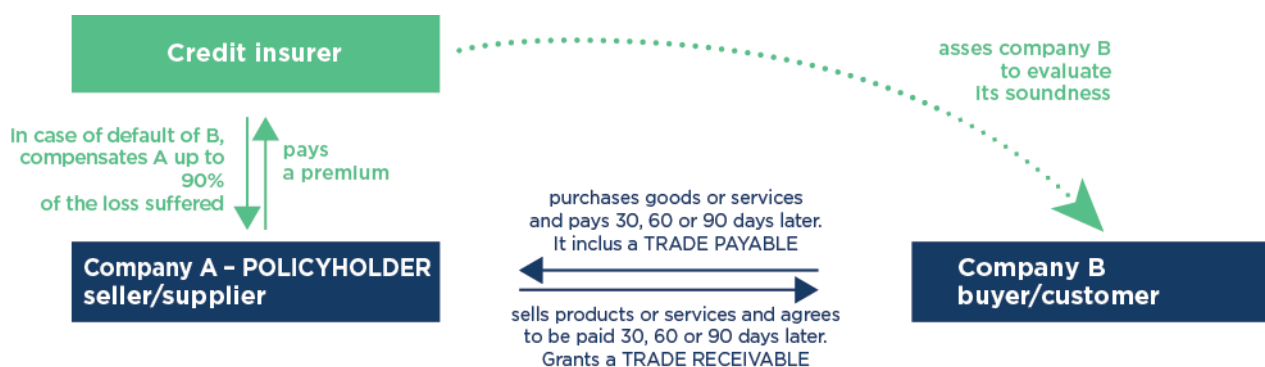 Credit insurer
asses company B
to evaluate
Its soundness
In case of default of B,
compensates A up to
90%
of the loss suffered
pays
a premium
purchases goods or services
and pays 30, 60 or 90 days later.
It inclus a TRADE PAYABLE
Company A – POLICYHOLDER
seller/supplier
Company B
buyer/customer
sells products or services and agrees
to be paid 30, 60 or 90 days later.
Grants a TRADE RECEIVABLE